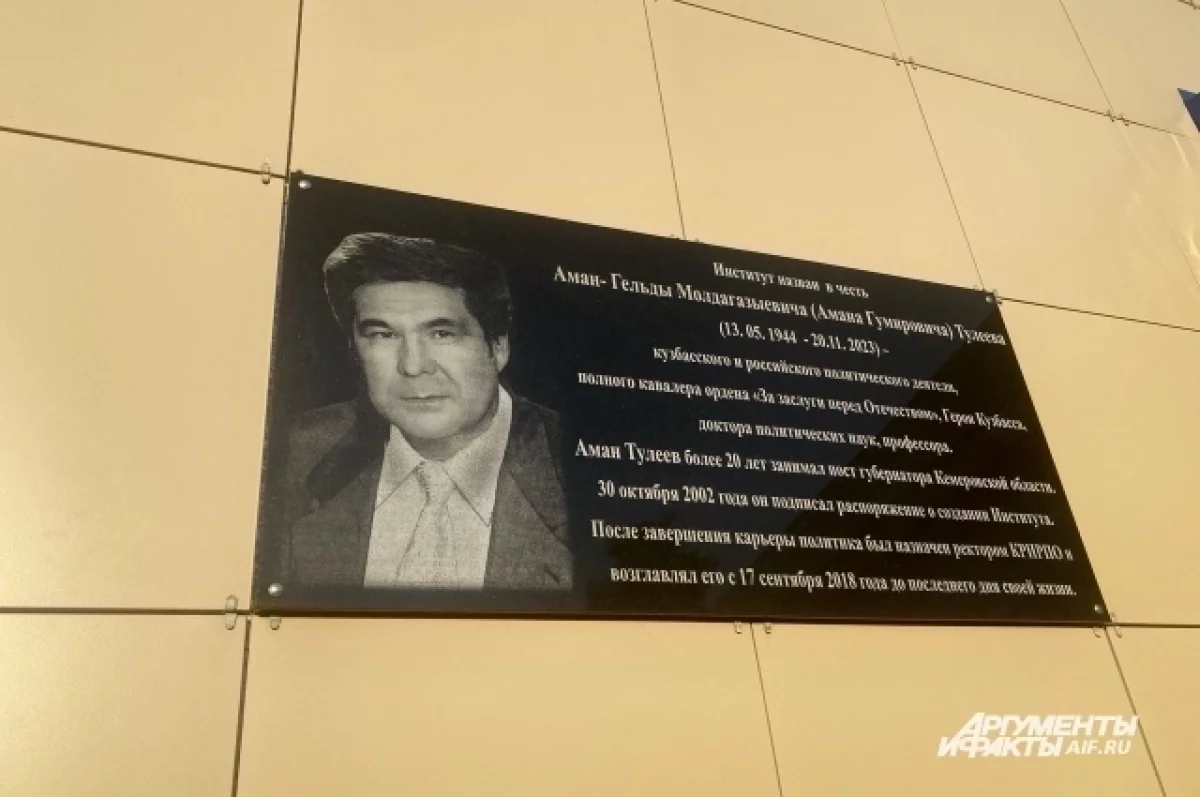 Институт назван в честь
Аман- Гельды Молдагазыевича (Амана Гумировича) Тулеева
(13. 05. 1944 - 20.11. 2023) –
кузбасского и российского политического деятеля,
полного кавалера ордена «За заслуги перед Отечеством», Героя Кузбасса,
доктора политических наук, профессора.
Аман Тулеев более 20 лет занимал пост губернатора Кемеровской области.
30 октября 2002 года он подписал распоряжение о создании Института.
После завершения карьеры политика был назначен ректором КРИРПО и
возглавлял его с 17 сентября 2018 года до последнего дня своей жизни.
АРГУМЕНТЫ
И ФАКТЫ AIF.RU